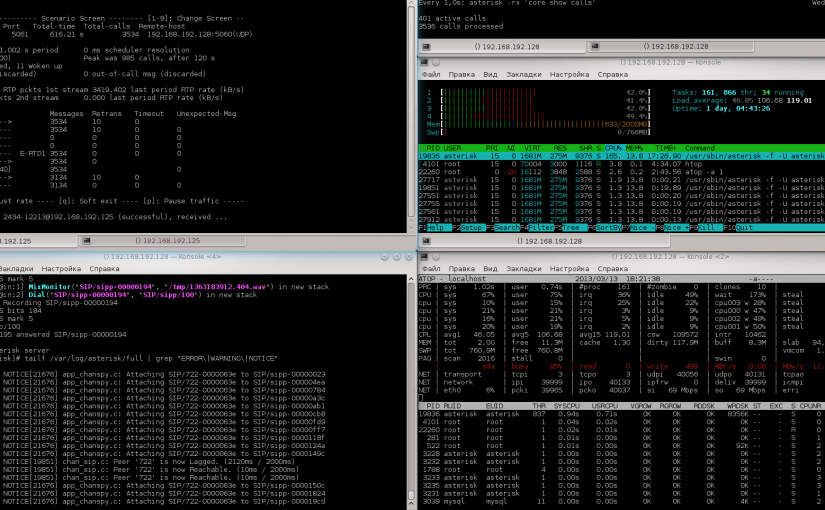 --------- Scenario Screen -------- [1-9]: Change Screen --
Port Total-time Total-calls Remote-host
5061 616.21 s 3534 192.168.192.128:5060(UDP)
1.002 s period 0 ms scheduler resolution
Peak was 985 calls, after 120 s
ed, 11 Woken up
scarded) 0 out-of-call msg (discarded)
RTP pckts 1st stream 3419.402 last period RTP rate (kB/s)
kts 2nd stream 0.000 last period RTP rate (kB/s)
Messages Retrans Timeout Unexpected-Msg
---> 3534 10 0
<--- 3534 0 0 0
<--- 0 0 0 0
<--- 0 0 0 0
<--- E-RTD1 3534 0 0 0
---> 3534 0
40] 3534 0
---> 3134 10 0
<--- 3134 0 0 0
ust rate ---- [q]: Soft exit ---- [p]: Pause traffic -----
2434-12213@192.168.192.125 (successful), received ...
.192.125
192.168.192.125
Every 1,0s: asterisk -rx 'core show calls'
Wed
401 active calls
3536 calls processed
() 192.168.192.128
() 192.168.192.128
() 192.168.192.128 — Konsole
Файл Правка Вид Закладки Настройка Справка
1 42.0%
2 41.4%
3 42.0%
4 49.4%
Mem 633/2000MB
Swp 0/760MB
Tasks: 161, 866 thr; 34 running
Load average: 46.05 106.68 119.01
Uptime: 1 day, 04:43:26
PID USER PRI NI VIRT RES SHR S CPU% MEM% TIME+ Command
19836 asterisk 15 0 1681M 275M 9376 S 165. 13.8 17:26.90 /usr/sbin/asterisk -f -U asterisk
4101 root 15 0 70004 3000 1116 R 3.8 0.1 4:34.07 htop
22260 root 0 -20 16112 3848 2588 S 2.6 0.2 2:43.56 atop -a 1
27717 asterisk 15 0 1681M 275M 9376 S 1.9 13.8 0:00.21 /usr/sbin/asterisk -f -U asterisk
19851 asterisk 15 0 1681M 275M 9376 S 1.3 13.8 0:19.89 /usr/sbin/asterisk -f -U asterisk
27551 asterisk 15 0 1681M 275M 9376 S 1.3 13.8 0:00.20 /usr/sbin/asterisk -f -U asterisk
27755 asterisk 15 0 1681M 275M 9376 S 1.3 13.8 0:00.19 /usr/sbin/asterisk -f -U asterisk
27561 asterisk 15 0 1681M 275M 9376 S 1.3 13.8 0:00.19 /usr/sbin/asterisk -f -U asterisk
27912 asterisk 15 0 1681M 275M 9376 S 1.3 13.8 0:00.13 /usr/sbin/asterisk -f -U asterisk
F1Help F2Setup F3Search F4Filter F5Tree F6SortBy F7Nice - F8Nice + F9Kill F10Quit
() 192.168.192.128
() 192.168.192.128 — Konsole <4>
Закладки Настройка Справка
S mark 5
@in:1] MixMonitor("SIP/sipp-00000194", "/tmp/1363183912.404.wav") in new stack
@in:2] Dial("SIP/sipp-00000194", "SIP/sipp/100") in new stack
Recording SIP/sipp-00000194
S bits 184
S mark 5
p/100
195 answered SIP/sipp-00000194
terisk-server
isk]# tailf /var/log/asterisk/full | grep "ERROR\|WARNING\|NOTICE"
NOTICE[21676] app_chanspy.c: Attaching SIP/722-0000063e to SIP/sipp-00000023
NOTICE[21676] app_chanspy.c: Attaching SIP/722-0000063e to SIP/sipp-000004ea
NOTICE[21676] app_chanspy.c: Attaching SIP/722-0000063e to SIP/sipp-00000784
NOTICE[21676] app_chanspy.c: Attaching SIP/722-0000063e to SIP/sipp-00000a3c
NOTICE[21676] app_chanspy.c: Attaching SIP/722-0000063e to SIP/sipp-00000ab1
NOTICE[21676] app_chanspy.c: Attaching SIP/722-0000063e to SIP/sipp-00000cb8
NOTICE[21676] app_chanspy.c: Attaching SIP/722-0000063e to SIP/sipp-00000fd9
NOTICE[21676] app_chanspy.c: Attaching SIP/722-0000063e to SIP/sipp-00000ff7
NOTICE[21676] app_chanspy.c: Attaching SIP/722-0000063e to SIP/sipp-0000118f
NOTICE[21676] app_chanspy.c: Attaching SIP/722-0000063e to SIP/sipp-0000124a
NOTICE[21676] app_chanspy.c: Attaching SIP/722-0000063e to SIP/sipp-0000149c
NOTICE[19851] chan_sip.c: Peer '722' is now Lagged. (2120ms / 2000ms)
NOTICE[19851] chan_sip.c: Peer '722' is now Reachable. (10ms / 2000ms)
NOTICE[19851] chan_sip.c: Peer '333' is now Reachable. (10ms / 2000ms)
NOTICE[21676] app_chanspy.c: Attaching SIP/722-0000063e to SIP/sipp-0000150c
NOTICE[21676] app_chanspy.c: Attaching SIP/722-0000063e to SIP/sipp-00001824
NOTICE[21676] app_chanspy.c: Attaching SIP/722-0000063e to SIP/sipp-000019cd
() 192.168.192.128 — Konsole <2>
Файл Правка Вид Закладки Настройка Справка
ATOP - localhost 2013/03/13 18:21:38 -a----
PRC | sys 1.02s | user 0.74s | #proc 161 | #zombie 0 | clones 10 |
CPU | sys 67% | user 75% | irq 36% | idle 49% | wait 173% | steal
cpu | sys 10% | user 15% | irq 25% | idle 1% | cpu003 w 49% | steal
cpu | sys 21% | user 21% | irq 8% | idle 3% | cpu000 w 47% | steal
cpu | sys 16% | user 21% | irq 5% | idle 9% | cpu002 w 49% | steal
cpu | sys 20% | user 19% | irq 2% | idle 9% | cpu001 w 50% | steal
CPL | avg1 46.05 | avg5 106.68 | avg15 119.01 | csw 109572 | intr 10462 |
MEM | tot 2.0G | free 11.3M | cache 1.3G | dirty 117.9M | buff 8.3M | slab 94.
SWP | tot 760.9M | free 760.8M | vmcom 1.
PAG | scan 2016 | stall 0 | swin 0 |
sda | busy 85% | read 0 | write 499
NET | transport | tcpi 3 | tcpo 3 | udpi 40056 | udpo 40131 | tcpao
NET | network | ipi 39999 | ipo 40133 | ipfrw 0 | deliv 39999 | icmpi
NET | eth0 6% | pcki 39965 | pcko 40037 | si 69 Mbps | so 69 Mbps | erri
PID RUID EUID THR SYSCPU USRCPU VGROW RGROW RDDSK WRDSK ST EXC S CPUNR
19836 asterisk asterisk 837 0.94s 0.71s 0K 0K 0K 8356K -- - S 0
4101 root root 1 0.04s 0.02s 0K 0K 0K 0K -- - S 0
22260 root root 1 0.02s 0.01s 0K 0K 0K 0K -- - R 0
281 root root 1 0.01s 0.00s 0K 0K 0K 0K -- - S 1
522 root root 1 0.01s 0.00s 0K 0K 0K 92K -- - S 2
3228 asterisk asterisk 1 0.00s 0.00s 0K 0K 0K 0K -- - S 2
3232 asterisk asterisk 1 0.00s 0.00s 0K 0K 0K 0K -- - S 2
1788 root root 4 0.00s 0.00s 0K 0K 0K 0K -- - S 0
3233 asterisk asterisk 1 0.00s 0.00s 0K 0K 0K 0K -- - S 3
3235 asterisk asterisk 1 0.00s 0.00s 0K 0K 0K 0K -- - S 0
3231 asterisk asterisk 1 0.00s 0.00s 0K 0K 0K 0K -- - S 1
3039 mysql mysql 11 0.00s 0.00s 0K 0K 0K 4K -- - S 2